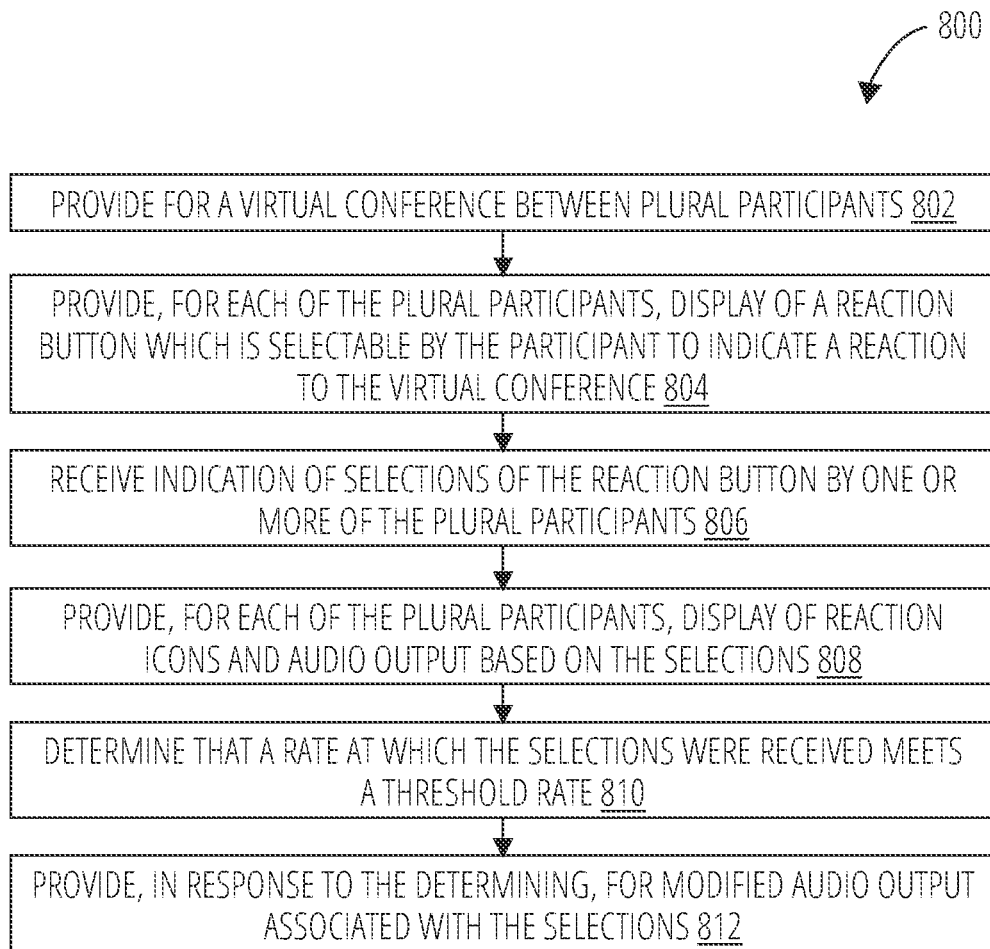 800
PROVIDE FOR A VIRTUAL CONFERENCE BETWEEN PLURAL PARTICIPANTS 802
PROVIDE, FOR EACH OF THE PLURAL PARTICIPANTS, DISPLAY OF A REACTION
BUTTON WHICH IS SELECTABLE BY THE PARTICIPANT TO INDICATE A REACTION
TO THE VIRTUAL CONFERENCE 804
RECEIVE INDICATION OF SELECTIONS OF THE REACTION BUTTON BY ONE OR
MORE OF THE PLURAL PARTICIPANTS 806
PROVIDE, FOR EACH OF THE PLURAL PARTICIPANTS, DISPLAY OF REACTION
ICONS AND AUDIO OUTPUT BASED ON THE SELECTIONS 808
DETERMINE THAT A RATE AT WHICH THE SELECTIONS WERE RECEIVED MEETS
A THRESHOLD RATE 810
PROVIDE, IN RESPONSE TO THE DETERMINING, FOR MODIFIED AUDIO OUTPUT
ASSOCIATED WITH THE SELECTIONS 812